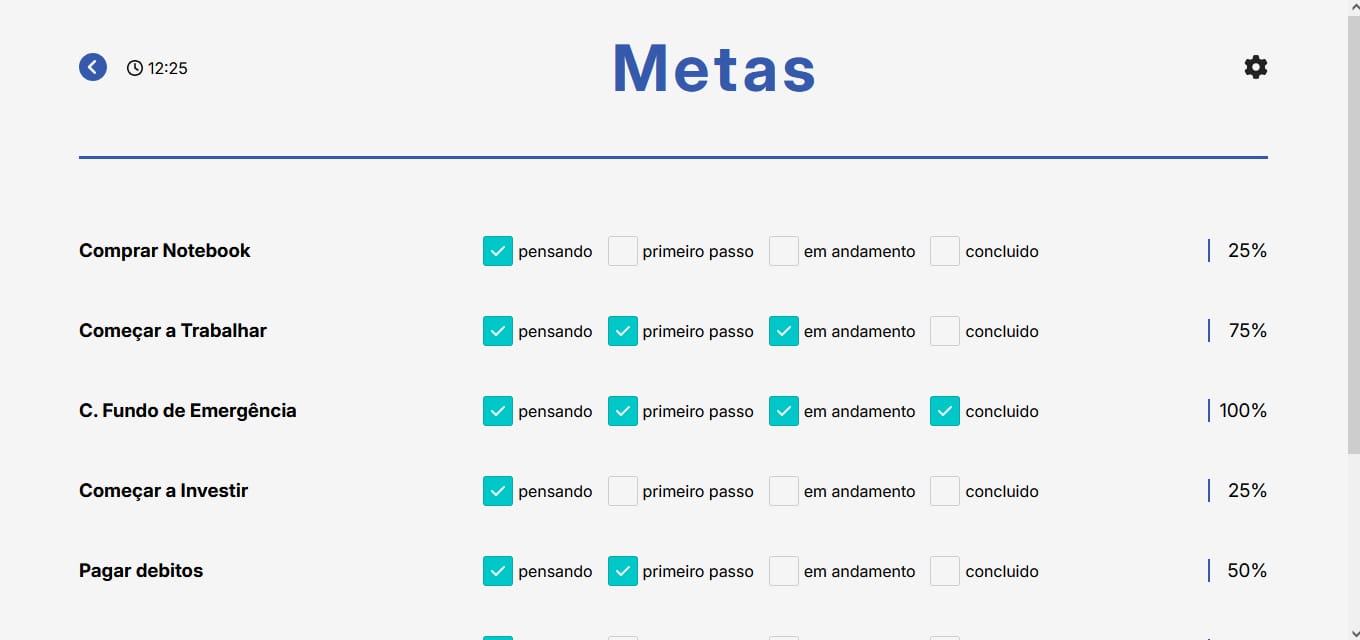 12:25 Metas
Comprar Notebook pensando primeiro passo em andamento concluido 25%
Começar a Trabalhar pensando primeiro passo em andamento concluido 75%
C. Fundo de Emergência pensando primeiro passo em andamento concluido 100%
Começar a Investir pensando primeiro passo em andamento concluido 25%
Pagar debitos pensando primeiro passo em andamento concluido 50%